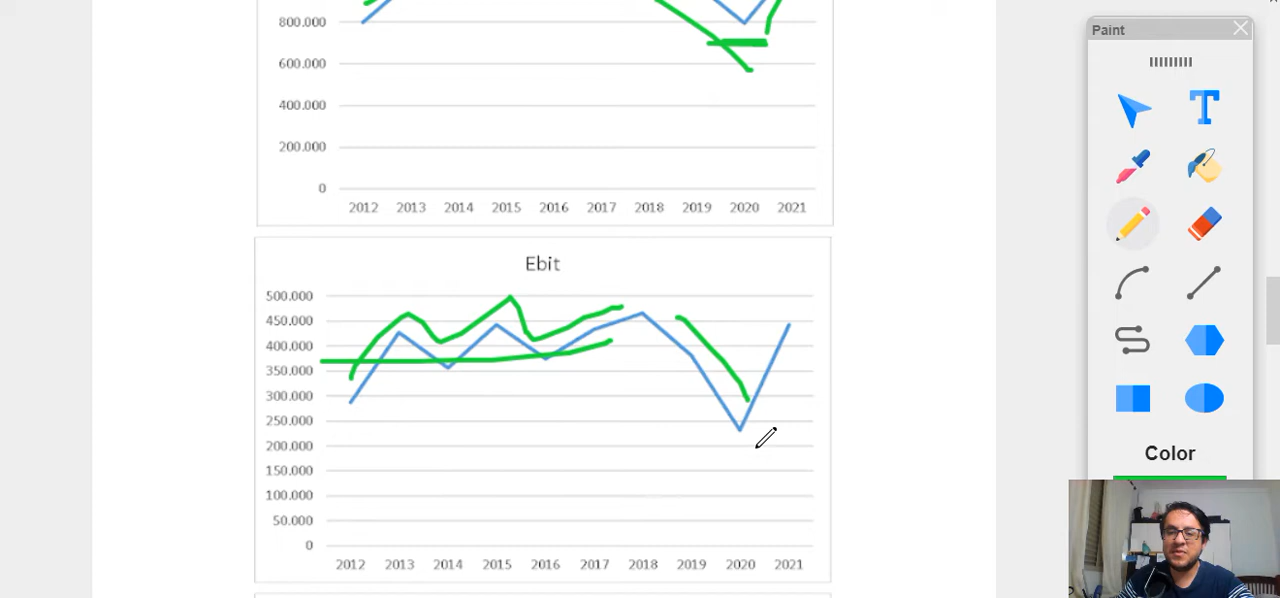 800.000
600.000
400.000
200.000
0
2012 2013 2014 2015 2016 2017 2018 2019 2020 2021
Ebit
500.000
450.000
400.000
350.000
300.000
250.000
200.000
150.000
100.000
50.000
0
2012 2013 2014 2015 2016 2017 2018 2019 2020 2021
Paint
T
Color